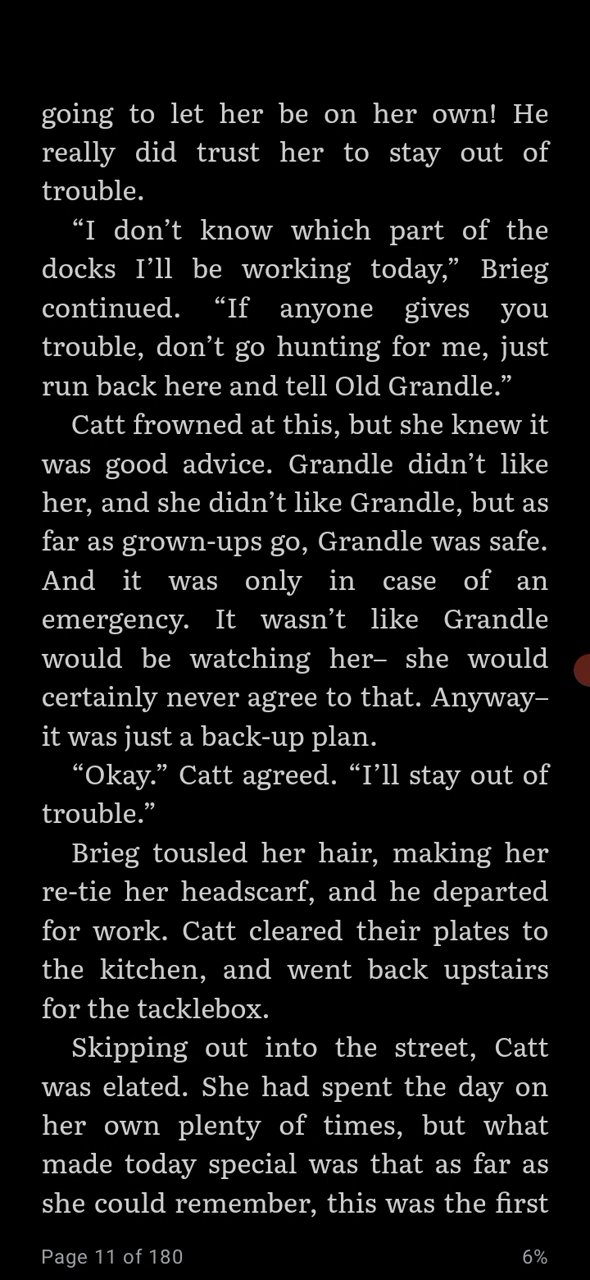 going to let her be on her own! He
really did trust her to stay out of
trouble.
“I don’t know which part of the
docks I’ll be working today,” Brieg
continued. “If anyone gives you
trouble, don’t go hunting for me, just
run back here and tell Old Grandle.”
Catt frowned at this, but she knew it
was good advice. Grandle didn’t like
her, and she didn’t like Grandle, but as
far as grown-ups go, Grandle was safe.
And it was only in case of an
emergency. It wasn’t like Grandle
would be watching her– she would
certainly never agree to that. Anyway–
it was just a back-up plan.
“Okay.” Catt agreed. “I’ll stay out of
trouble.”
Brieg tousled her hair, making her
re-tie her headscarf, and he departed
for work. Catt cleared their plates to
the kitchen, and went back upstairs
for the tacklebox.
Skipping out into the street, Catt
was elated. She had spent the day on
her own plenty of times, but what
made today special was that as far as
she could remember, this was the first
Page 11 of 180 6%